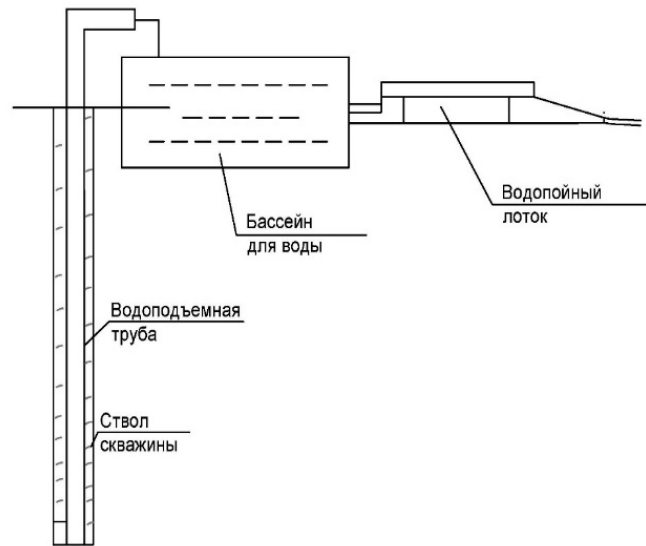 Водопойный
лоток
Бассейн
для воды
Водоподъемная
труба
Ствол
скважины